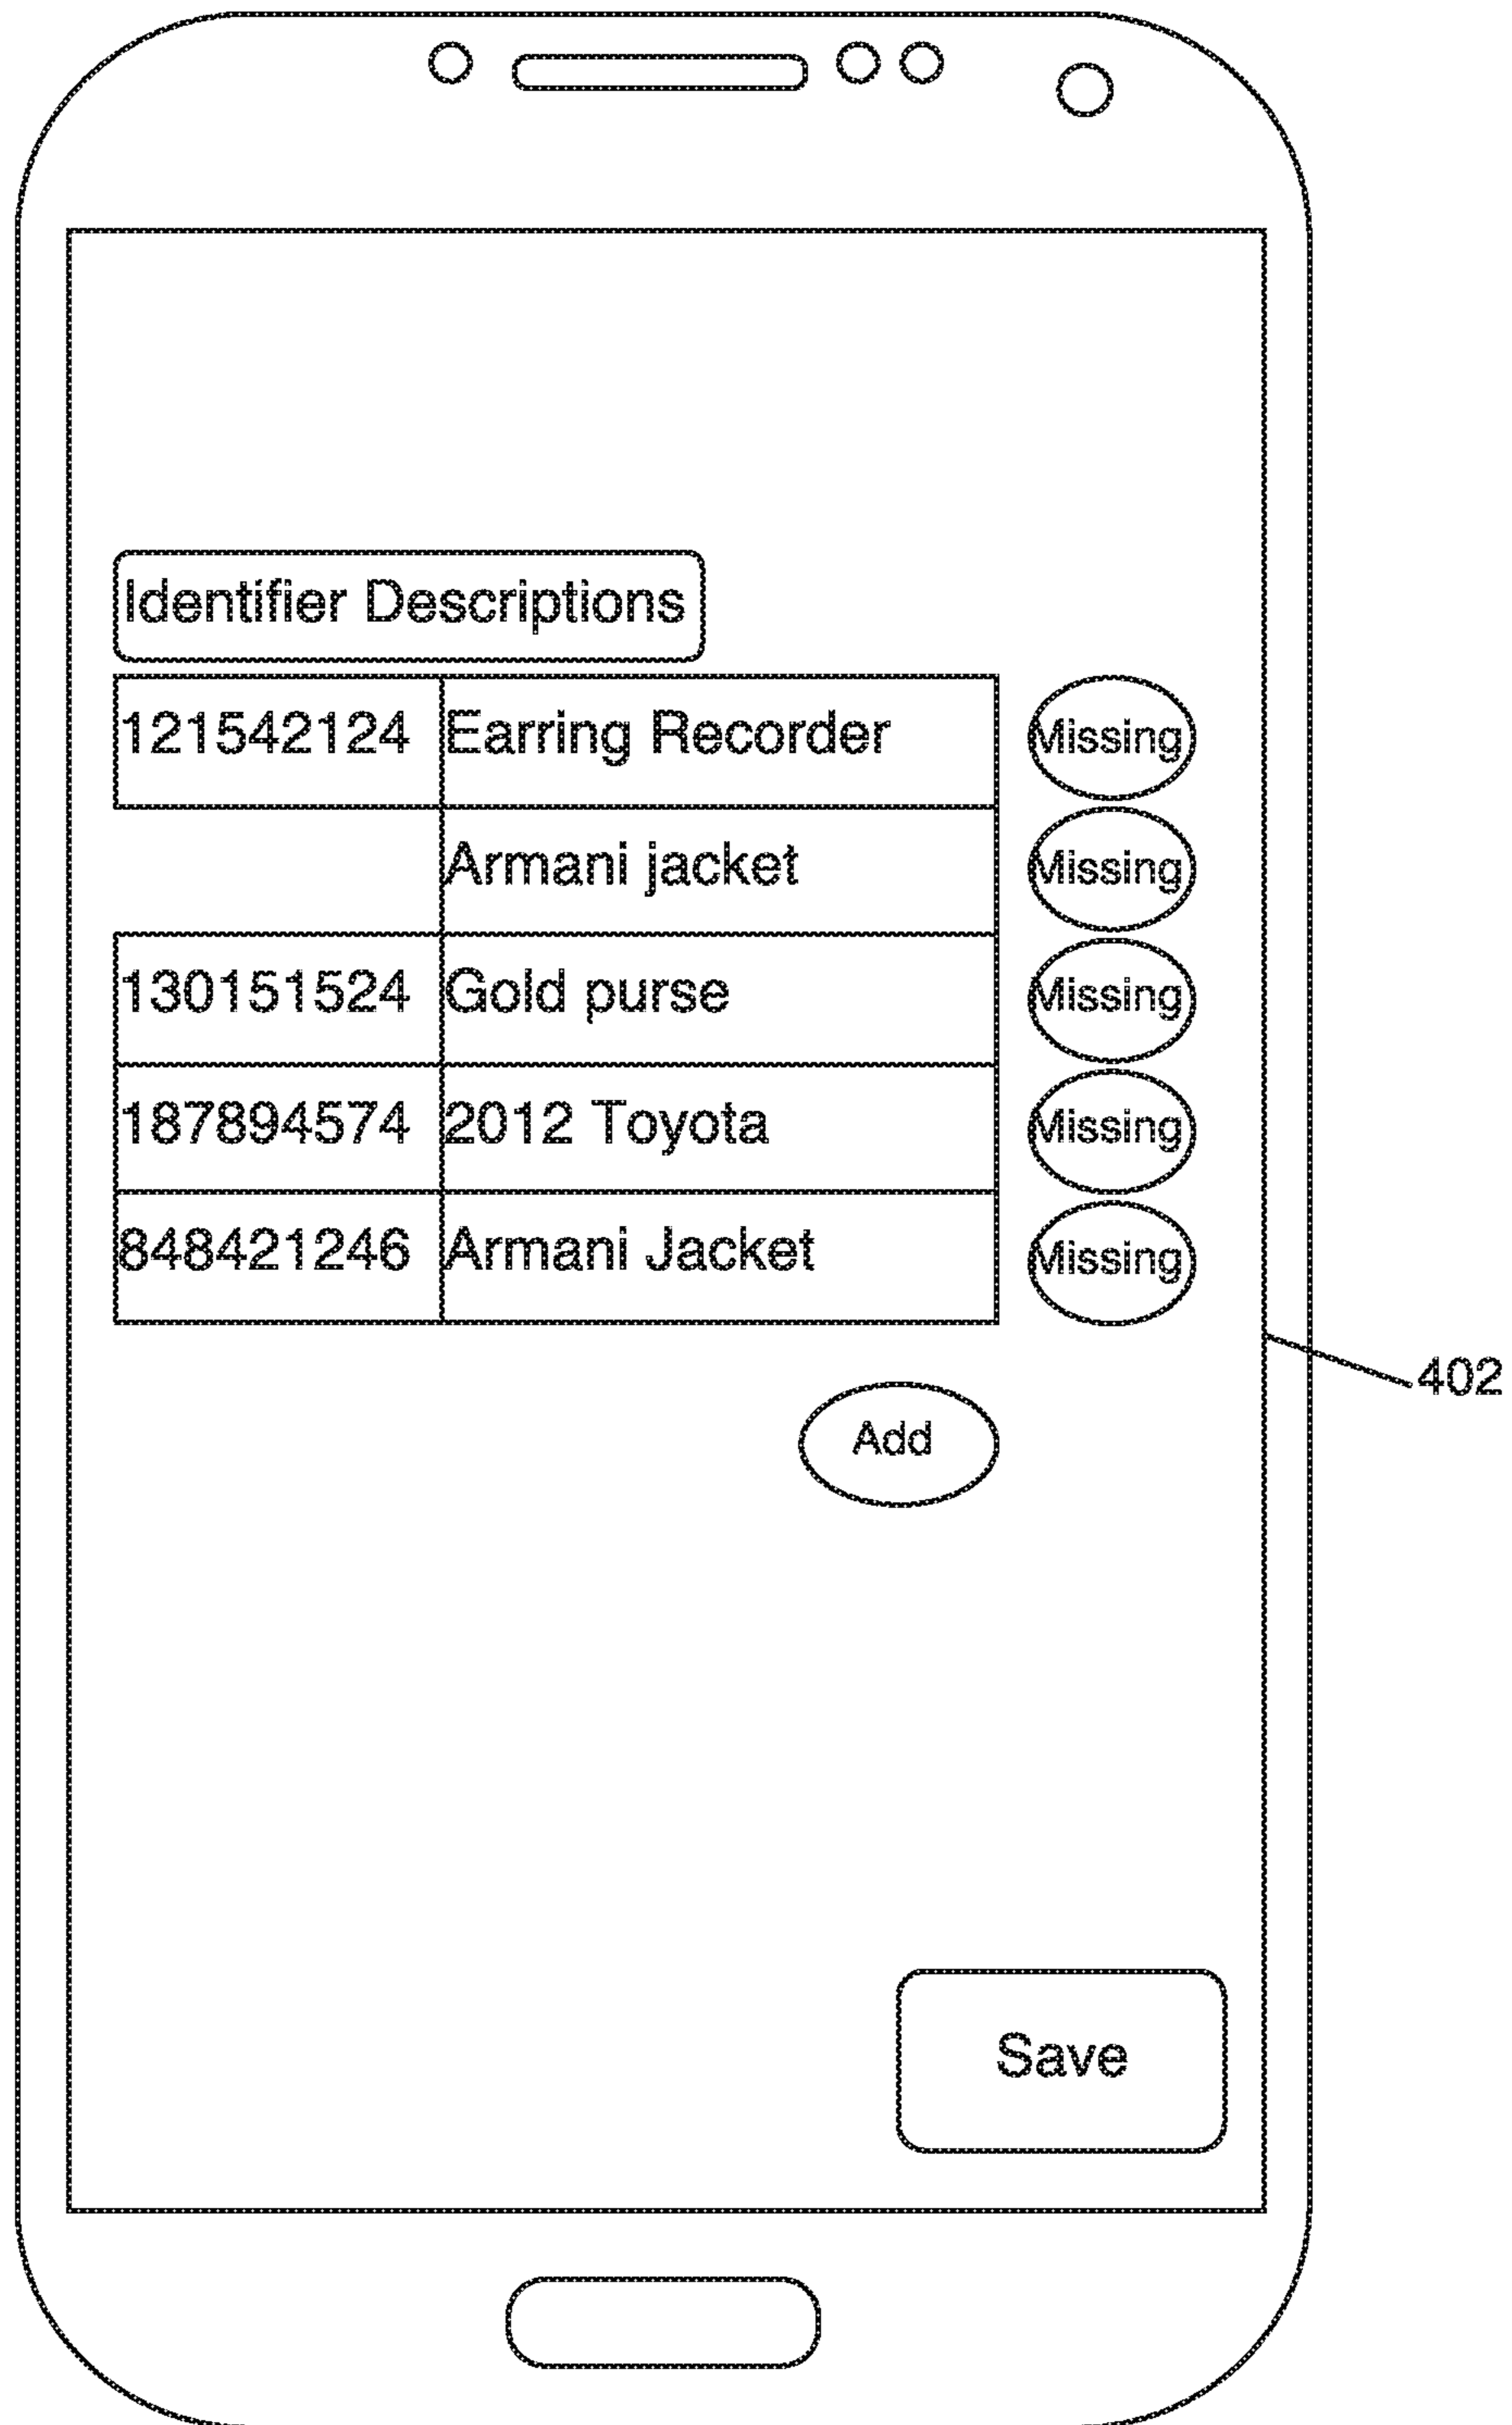 Identifier Descriptions
121542124 Earring Recorder Missing
Armani jacket Missing
130151524 Gold purse Missing
187894574 2012 Toyota Missing
848421246 Armani Jacket Missing
402
Add
Save